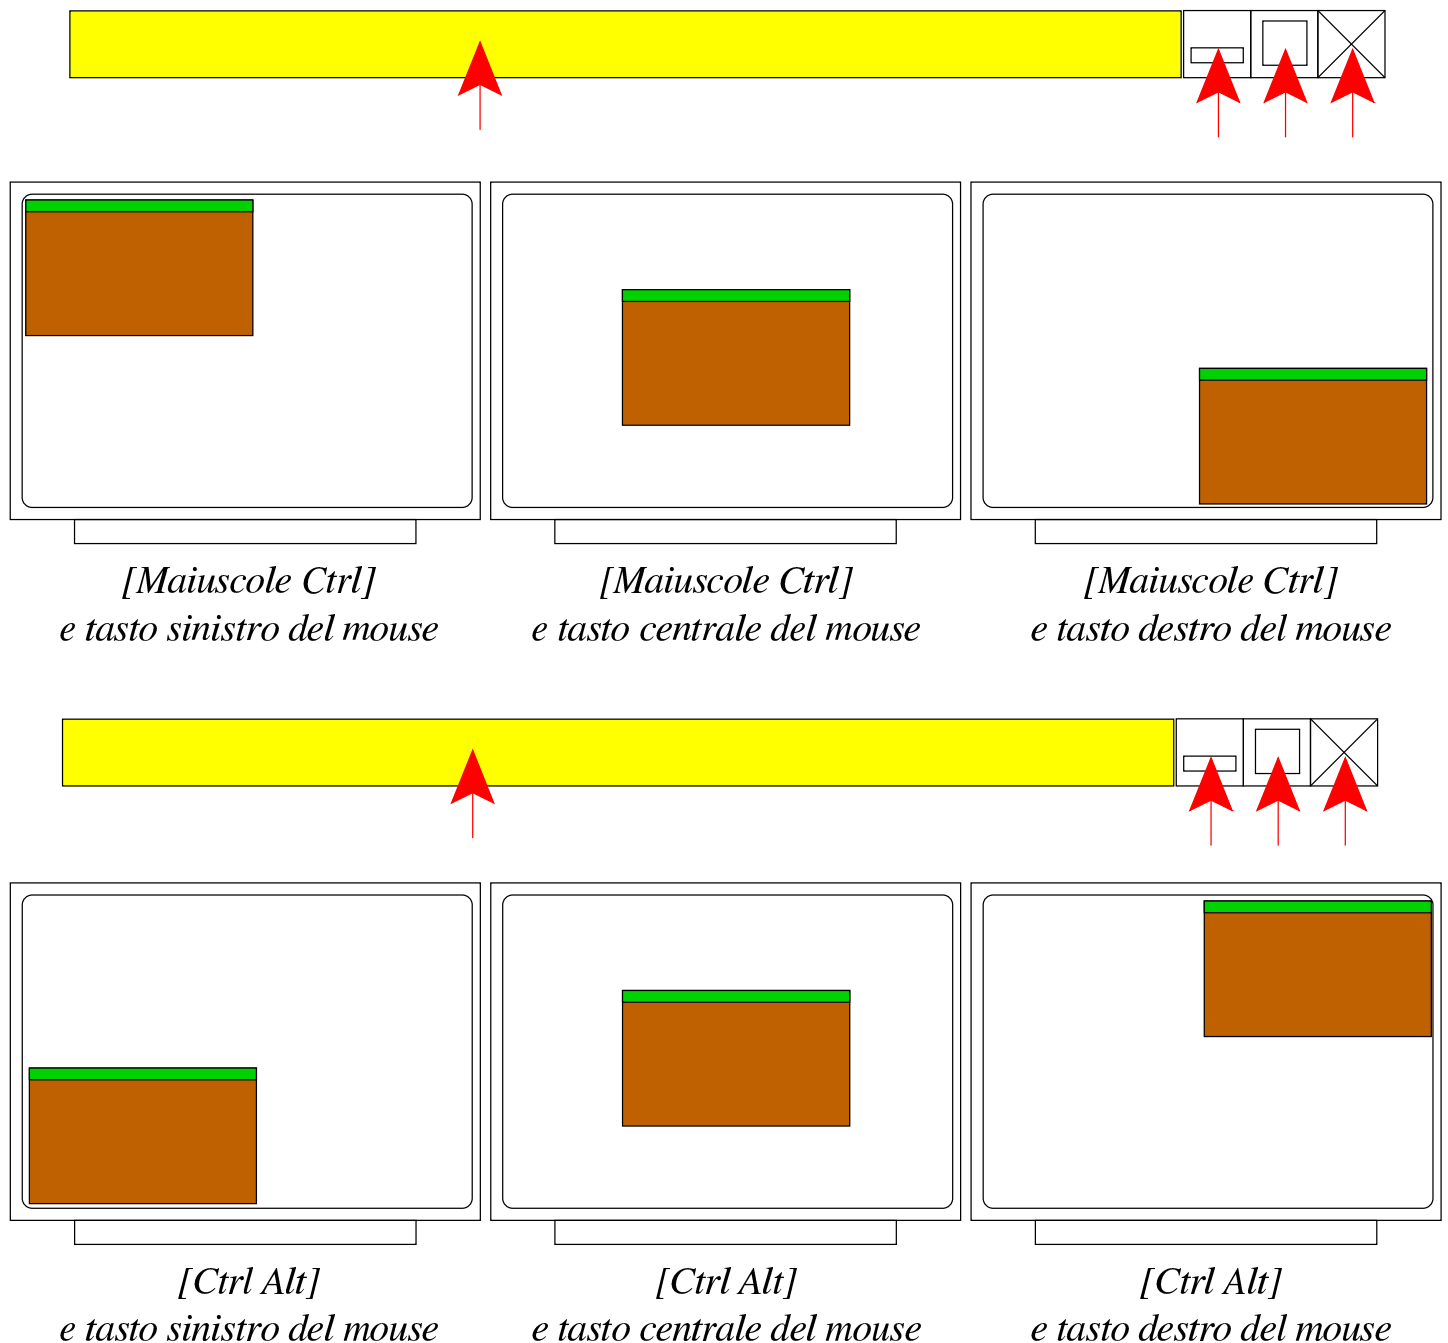 [Maiuscole Ctrl]
e tasto sinistro del mouse
[Maiuscole Ctrl]
e tasto centrale del mouse
[Maiuscole Ctrl]
e tasto destro del mouse
[Ctrl Alt]
e tasto sinistro del mouse
[Ctrl Alt]
e tasto centrale del mouse
[Ctrl Alt]
e tasto destro del mouse